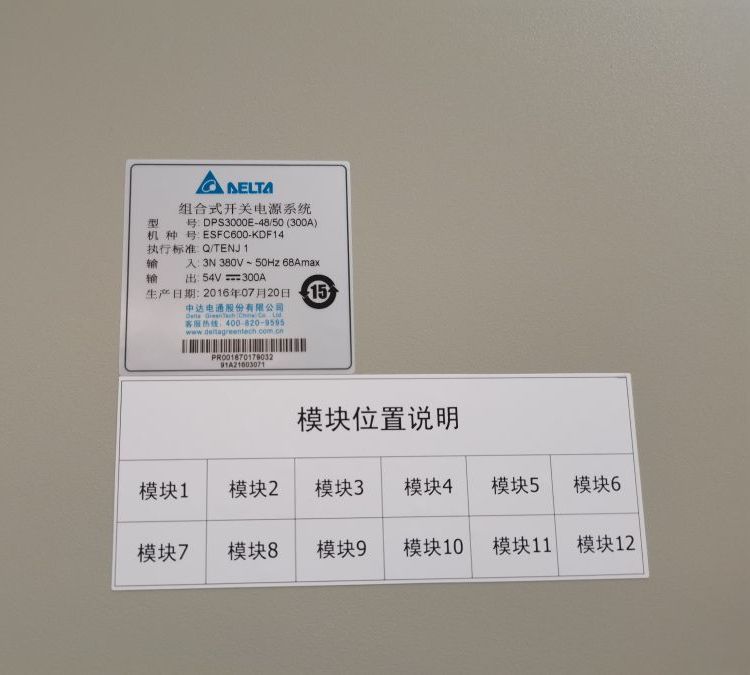 DELTA
组合式开关电源系统
型 号: DPS3000E-48/50 (300A)
机 种 号: ESFC600-KDF14
执行标准: Q/TENJ 1
输 入: 3N 380V ~ 50Hz 68Amax
输 出: 54V ⎓ 300A
生产日期: 2016年07月20日
15
中达电通股份有限公司
Delta GreenTech(China)Co., Ltd.
客服热线: 400-820-9595
www.deltagreentech.com.cn
PR001670179032
91A21603071
模块位置说明
模块1 模块2 模块3 模块4 模块5 模块6
模块7 模块8 模块9 模块10 模块11 模块12